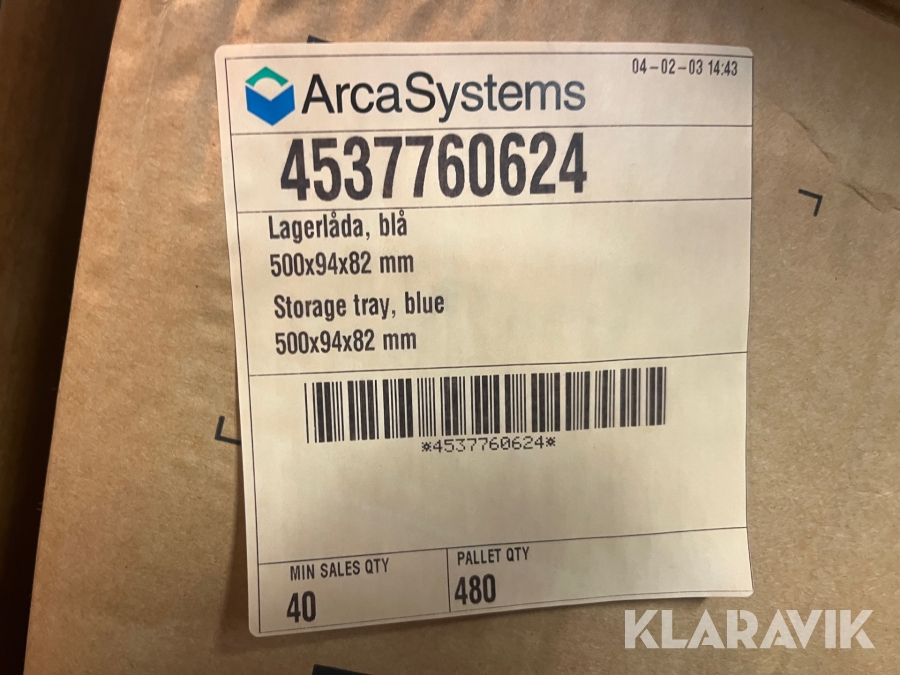 ArcaSystems
04-02-03 14:43
4537760624
Lagerlåda, blå
500x94x82 mm
Storage tray, blue
500x94x82 mm
*4537760624*
MIN SALES QTY
40
PALLET QTY
480
KLARAVIK